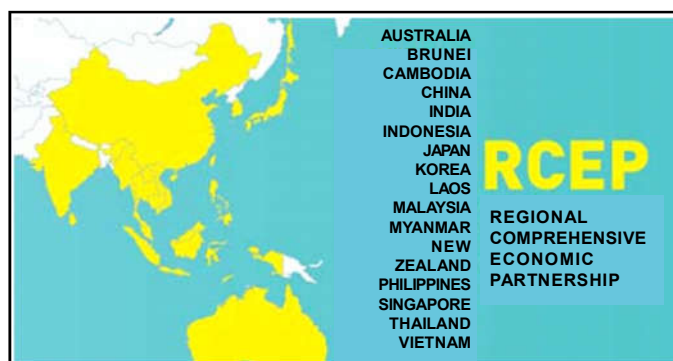 AUSTRALIA
BRUNEI
CAMBODIA
CHINA
INDIA
INDONESIA
JAPAN
KOREA
LAOS
MALAYSIA
MYANMAR
NEW
ZEALAND
PHILIPPINES
SINGAPORE
THAILAND
VIETNAM
RCEP
REGIONAL
COMPREHENSIVE
ECONOMIC
PARTNERSHIP